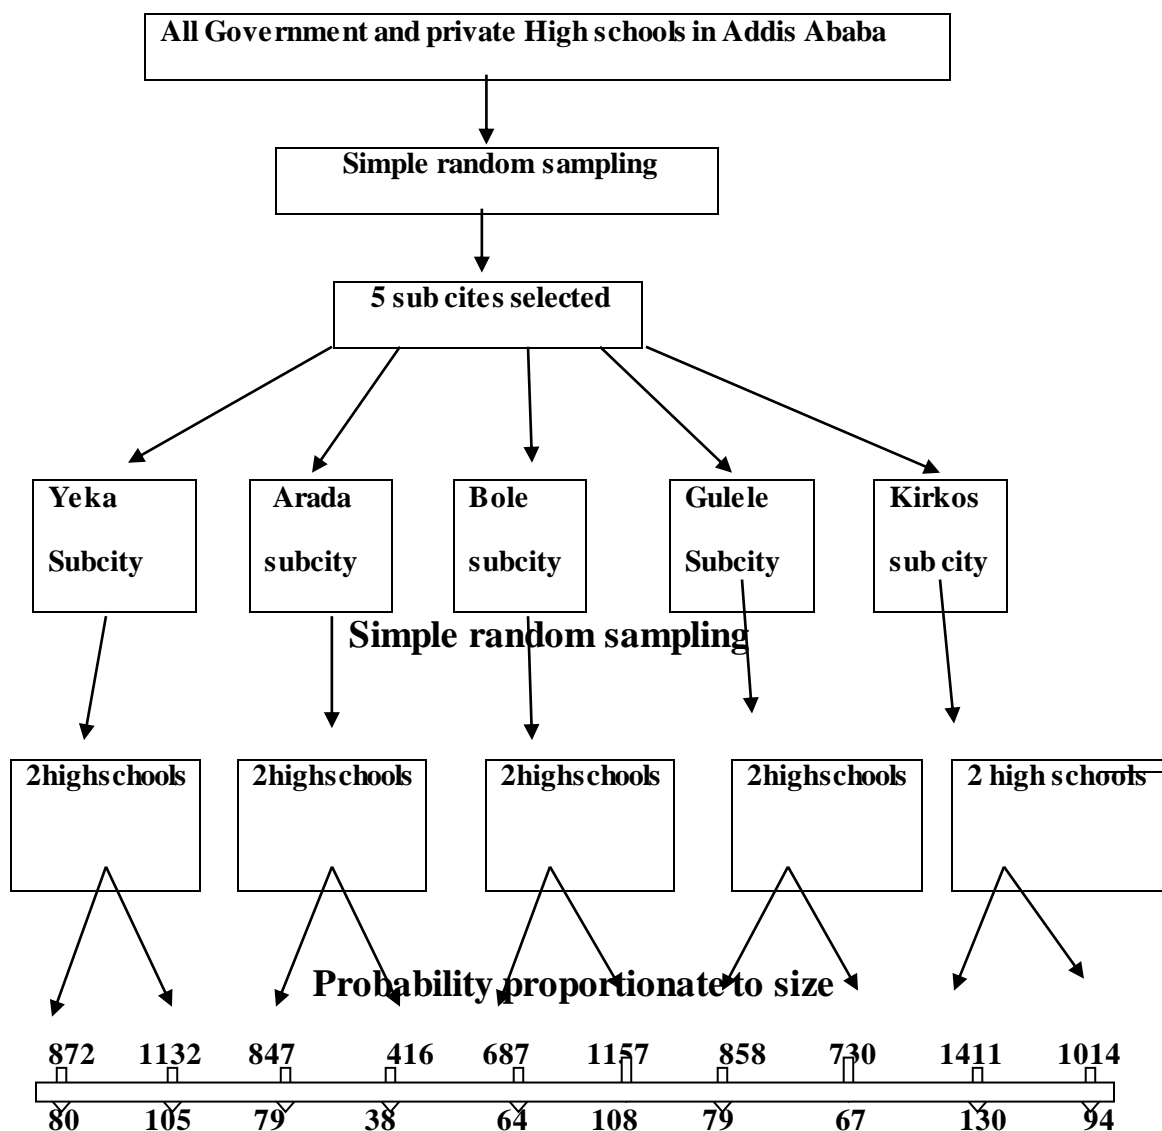 All Government and private High schools in Addis Ababa
Simple random sampling
5 sub cites selected
Yeka
Subcity
Arada
subcity
Bole
subcity
Gulele
Subcity
Kirkos
sub city
Simple random sampling
2highschools
2highschools
2highschools
2highschools
2 high schools
Probability proportionate to size
872 1132 847 416 687 1157 858 730 1411 1014
80 105 79 38 64 108 79 67 130 94